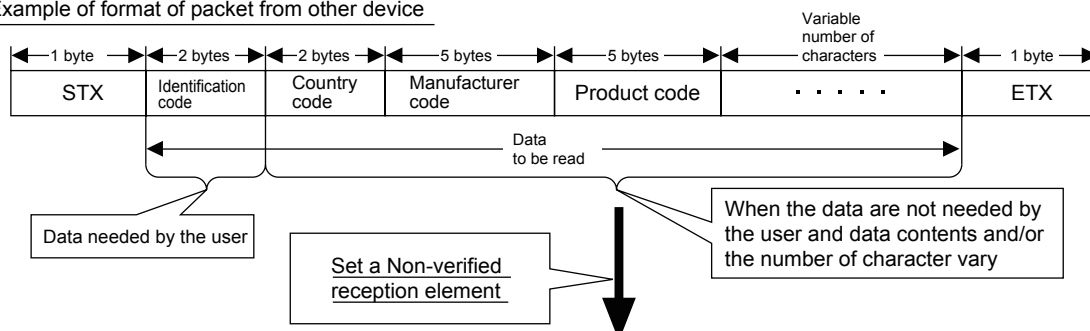 Example of format of packet from other device
1 byte 2 bytes 2 bytes 5 bytes 5 bytes Variable number of characters 1 byte
STX Identification code Country code Manufacturer code Product code · · · · · ETX
Data
to be read
Data needed by the user
When the data are not needed by
the user and data contents and/or
the number of character vary
Set a Non-verified
reception element